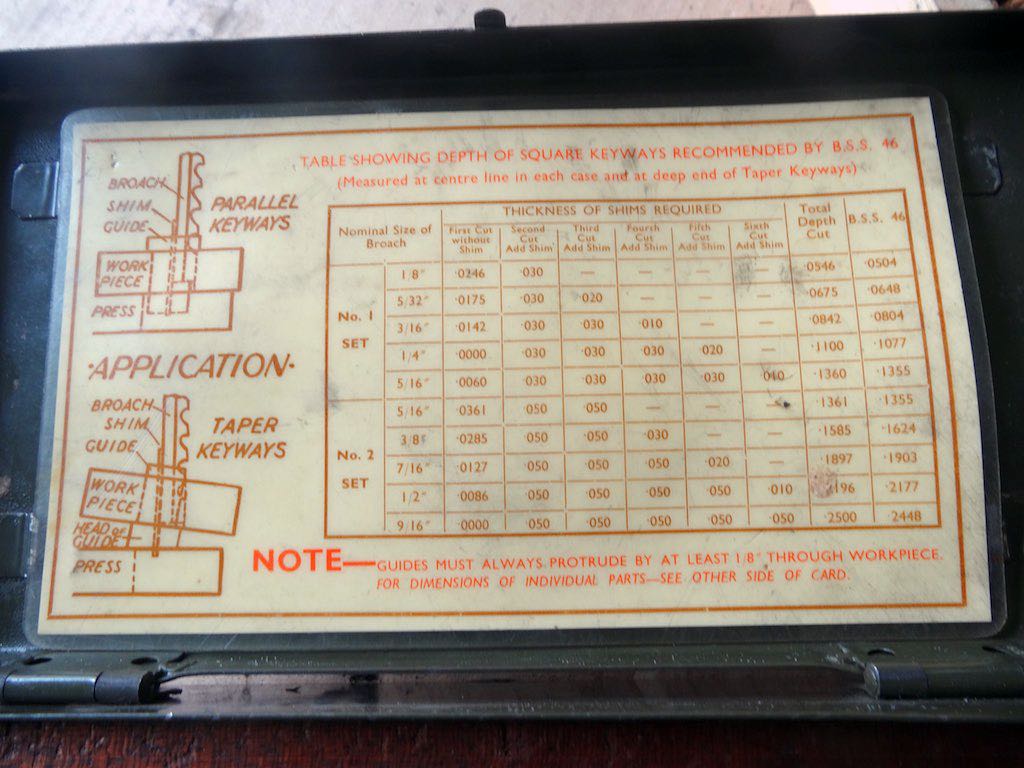 TABLE SHOWING DEPTH OF SQUARE KEYWAYS RECOMMENDED BY B.S.S. 46
(Measured at centre line in each case and at deep end of Taper Keyways)
BROACH
SHIM
GUIDE
PARALLEL
KEYWAYS
WORK
PIECE
PRESS
·APPLICATION·
BROACH
SHIM
GUIDE
TAPER
KEYWAYS
WORK
PIECE
HEAD OF
GUIDE
PRESS
Nominal Size of Broach THICKNESS OF SHIMS REQUIRED Total Depth Cut B.S.S. 46
First Cut without Shim Second Cut Add Shim Third Cut Add Shim Fourth Cut Add Shim Fifth Cut Add Shim Sixth Cut Add Shim
No. 1 SET
1/8" ·0246 ·030 — — — — ·0546 ·0504
5/32" ·0175 ·030 ·020 — — — ·0675 ·0648
3/16" ·0142 ·030 ·030 ·010 — — ·0842 ·0804
1/4" ·0000 ·030 ·030 ·030 ·020 — ·1100 ·1077
5/16" ·0060 ·030 ·030 ·030 ·030 ·010 ·1360 ·1355
No. 2 SET
5/16" ·0361 ·050 ·050 — — — ·1361 ·1355
3/8" ·0285 ·050 ·050 ·030 — — ·1585 ·1624
7/16" ·0127 ·050 ·050 ·050 ·020 — ·1897 ·1903
1/2" ·0086 ·050 ·050 ·050 ·050 ·010 ·2177
9/16" ·0000 ·050 ·050 ·050 ·050 ·050 ·2500 ·2448
NOTE—GUIDES MUST ALWAYS PROTRUDE BY AT LEAST 1/8" THROUGH WORKPIECE.
FOR DIMENSIONS OF INDIVIDUAL PARTS—SEE OTHER SIDE OF CARD.